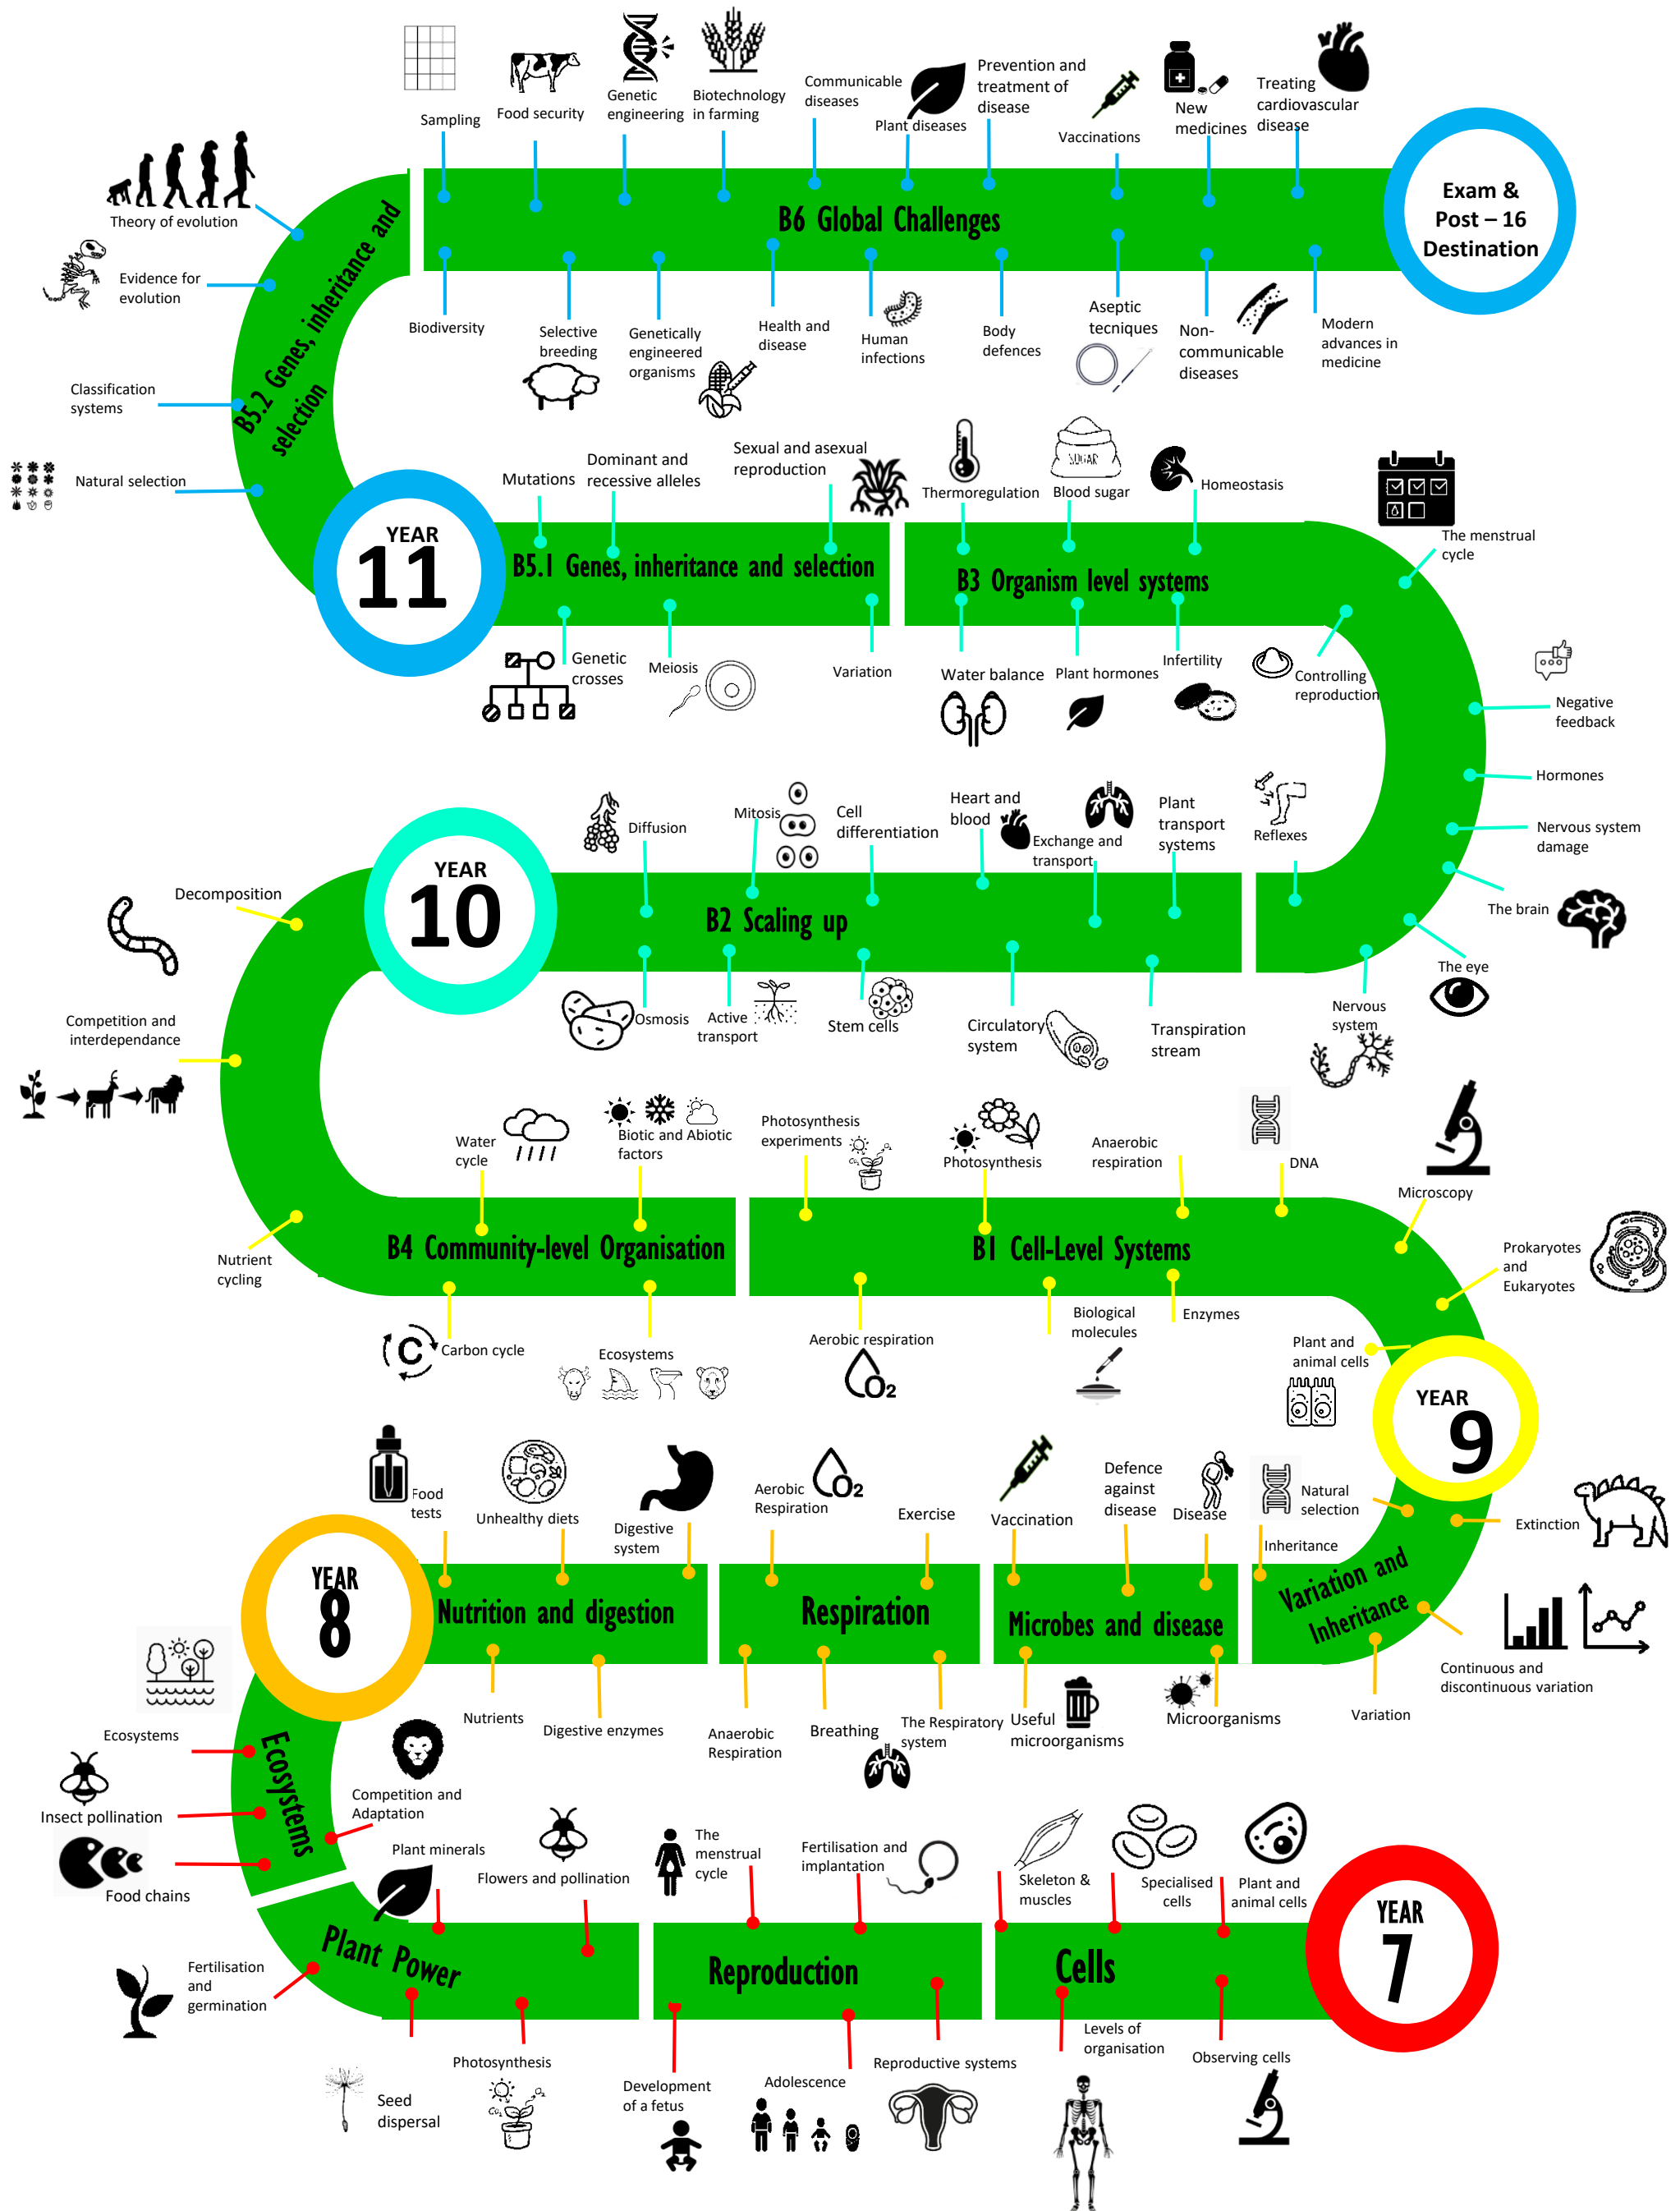 Sampling
Food security
Genetic
engineering
Biotechnology
in farming
Communicable
diseases
Plant diseases
Prevention and
treatment of
disease
Vaccinations
New
medicines
Treating
cardiovascular
disease
Exam &
Post – 16
Destination
B6 Global Challenges
Theory of evolution
Evidence for
evolution
Classification
systems
Natural selection
B5.2 Genes, inheritance and
selection
Biodiversity
Selective
breeding
Genetically
engineered
organisms
Health and
disease
Human
infections
Body
defences
Aseptic
tecniques
Non-
communicable
diseases
Modern
advances in
medicine
Mutations
Dominant and
recessive alleles
Sexual and asexual
reproduction
Thermoregulation
SUGAR
Blood sugar
Homeostasis
The menstrual
cycle
YEAR
11
B5.1 Genes, inheritance and selection
B3 Organism level systems
Genetic
crosses
Meiosis
Variation
Water balance
Plant hormones
Infertility
Controlling
reproduction
Negative
feedback
Hormones
Nervous system
damage
The brain
The eye
Nervous
system
Reflexes
Diffusion
Mitosis
Cell
differentiation
Heart and
blood
Exchange and
transport
Plant
transport
systems
YEAR
10
B2 Scaling up
Osmosis
Active
transport
Stem cells
Circulatory
system
Transpiration
stream
Decomposition
Competition and
interdependance
Nutrient
cycling
Water
cycle
Biotic and Abiotic
factors
Photosynthesis
experiments
CO2
O2
Photosynthesis
Anaerobic
respiration
DNA
Microscopy
Prokaryotes
and
Eukaryotes
B4 Community-level Organisation
B1 Cell-Level Systems
C
Carbon cycle
Ecosystems
Aerobic respiration
O2
Biological
molecules
Enzymes
Plant and
animal cells
YEAR
9
Food
tests
Unhealthy diets
Digestive
system
Aerobic
Respiration
O2
Exercise
Vaccination
Defence
against
disease
Disease
Inheritance
Natural
selection
Extinction
YEAR
8
Nutrition and digestion
Respiration
Microbes and disease
Variation and
Inheritance
Nutrients
Digestive enzymes
Anaerobic
Respiration
Breathing
The Respiratory
system
Useful
microorganisms
Microorganisms
Variation
Continuous and
discontinuous variation
Ecosystems
Insect pollination
Food chains
Ecosystems
Competition and
Adaptation
Plant minerals
Flowers and pollination
The
menstrual
cycle
Fertilisation and
implantation
Skeleton &
muscles
Specialised
cells
Plant and
animal cells
YEAR
7
Fertilisation
and
germination
Plant Power
Reproduction
Cells
Seed
dispersal
Photosynthesis
CO2
O2
Development
of a fetus
Adolescence
Reproductive systems
Levels of
organisation
Observing cells